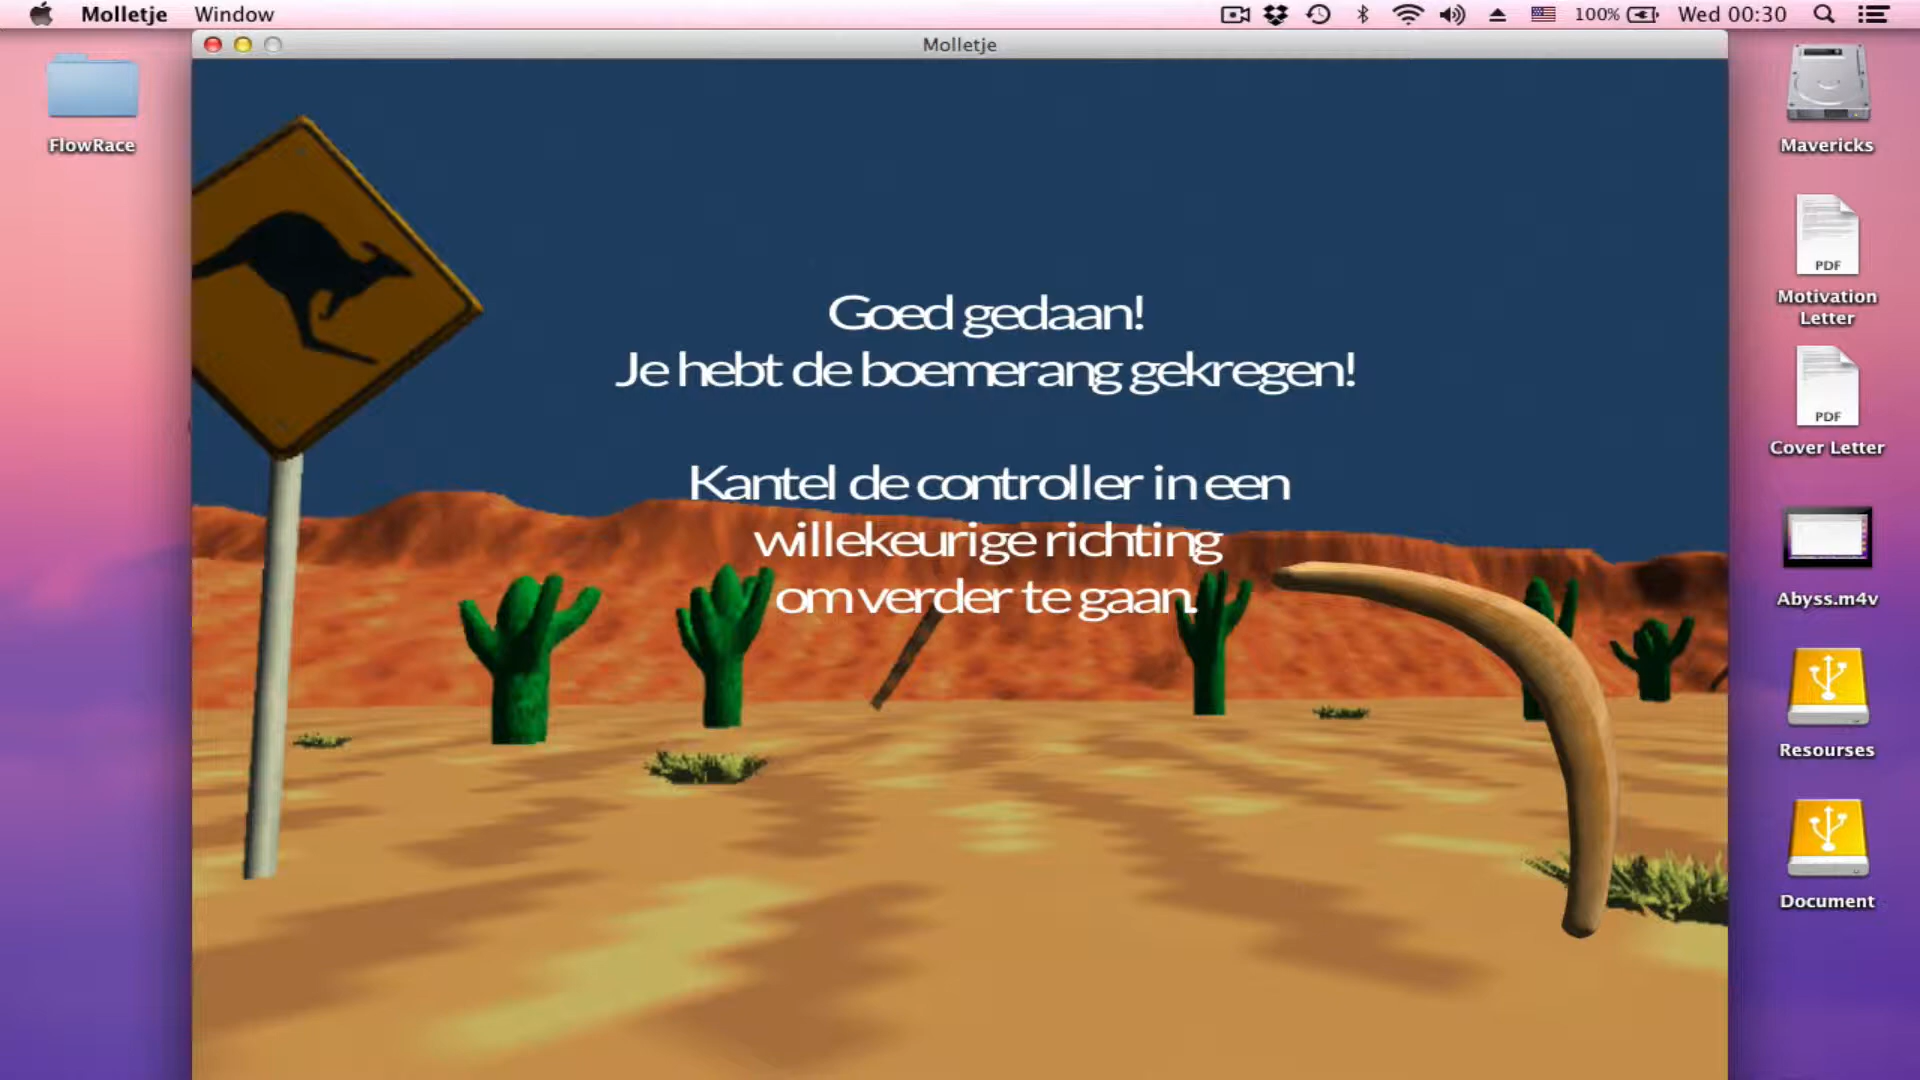 Molletje Window 100% Wed 00:30
Molletje
FlowRace
Goed gedaan!
Je hebt de boemerang gekregen!
Kantel de controller in een
willekeurige richting
om verder te gaan.
Mavericks
PDF
Motivation
Letter
PDF
Cover Letter
Abyss.m4v
Resourses
Document